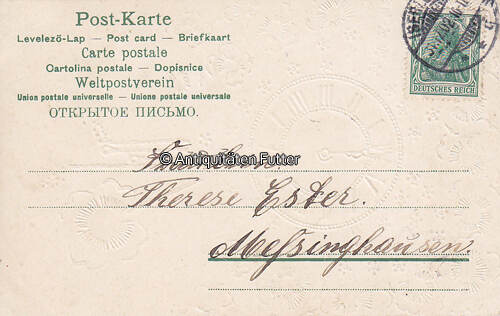 Post-Karte
Levelező-Lap — Post card — Briefkaart
Carte postale
Cartolina postale — Dopisnice
Weltpostverein
Union postale universelle — Unione postale universale
ОТКРЫТОЕ ПИСЬМО.
DEUTSCHES REICH
© Antiquitäten Futter
Therese Ester.
Messinghausen.